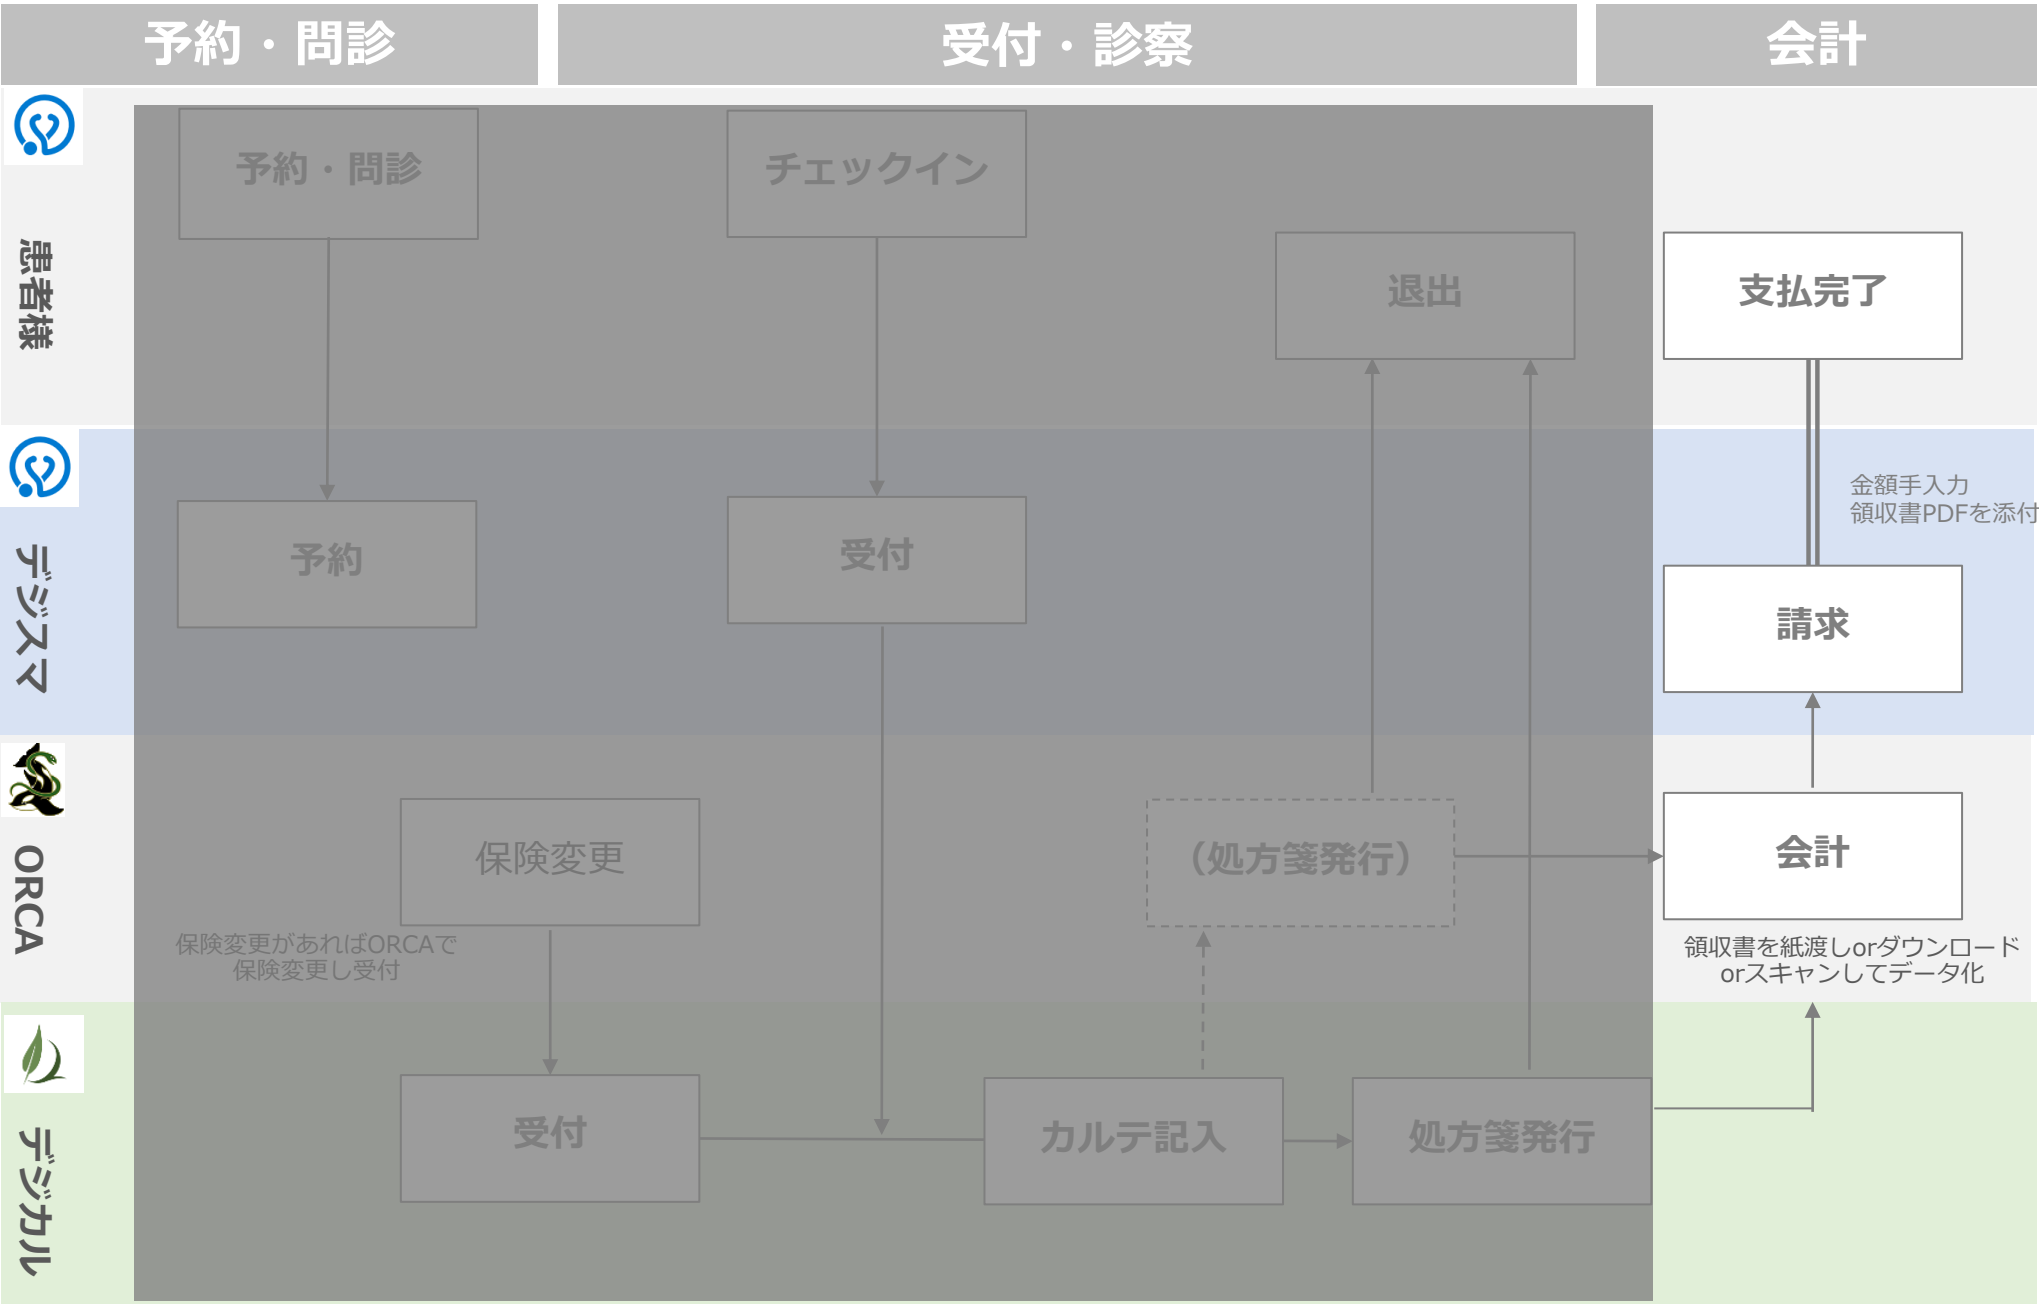 予約・問診
受付・診察
会計
患者様
予約・問診
チェックイン
退出
支払完了
デジスマ
予約
受付
金額手入力
領収書PDFを添付
請求
ORCA
保険変更
保険変更があればORCAで
保険変更し受付
（処方箋発行）
会計
領収書を紙渡しorダウンロード
orスキャンしてデータ化
デジカル
受付
カルテ記入
処方箋発行